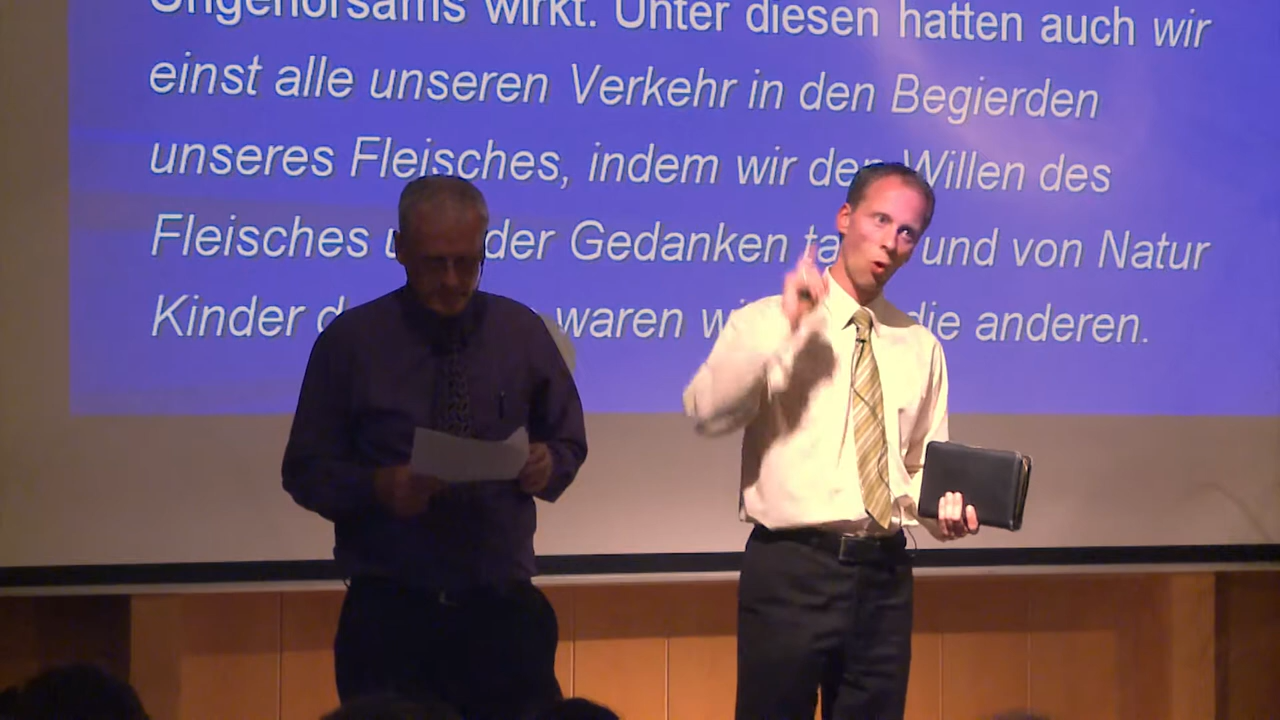 Ungehorsams wirkt. Unter diesen hatten auch wir
einst alle unseren Verkehr in den Begierden
unseres Fleisches, indem wir den Willen des
Fleisches der Gedanken und von Natur
Kinder waren die anderen.